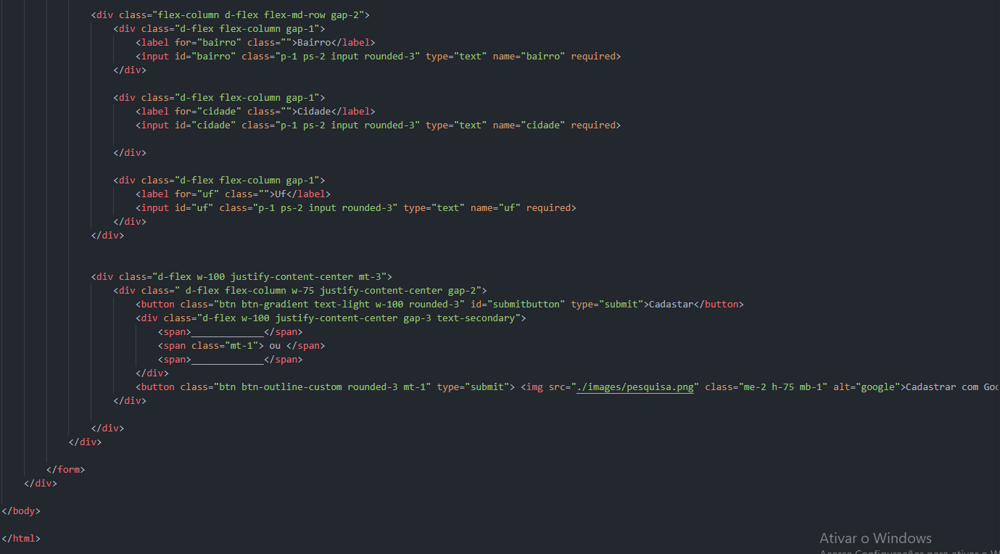 <div class="flex-column d-flex flex-md-row gap-2">
<div class="d-flex flex-column gap-1">
<label for="bairro" class="">Bairro</label>
<input id="bairro" class="p-1 ps-2 input rounded-3" type="text" name="bairro" required>
</div>
<div class="d-flex flex-column gap-1">
<label for="cidade" class="">Cidade</label>
<input id="cidade" class="p-1 ps-2 input rounded-3" type="text" name="cidade" required>
</div>
<div class="d-flex flex-column gap-1">
<label for="uf" class="">Uf</label>
<input id="uf" class="p-1 ps-2 input rounded-3" type="text" name="uf" required>
</div>
</div>
<div class="d-flex w-100 justify-content-center mt-3">
<div class=" d-flex flex-column w-75 justify-content-center gap-2">
<button class="btn btn-gradient text-light w-100 rounded-3" id="submitbutton" type="submit">Cadastar</button>
<div class="d-flex w-100 justify-content-center gap-3 text-secondary">
<span>_____________</span>
<span class="mt-1"> ou </span>
<span>_____________</span>
</div>
<button class="btn btn-outline-custom rounded-3 mt-1" type="submit"> <img src="./images/pesquisa.png" class="me-2 h-75 mb-1" alt="google">Cadastrar com Goo
</div>
</div>
</div>
</form>
</div>
</body>
</html>
Ativar o Windows
Acesse Configurações para ativar o W